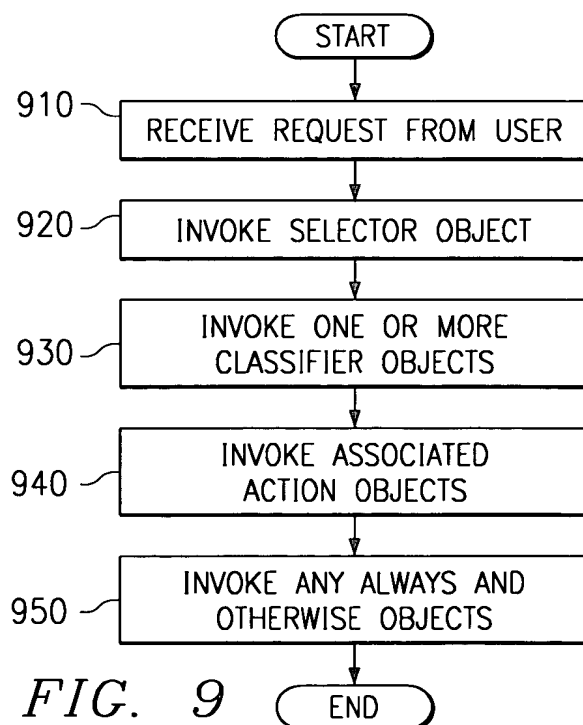 START
910
RECEIVE REQUEST FROM USER
920
INVOKE SELECTOR OBJECT
930
INVOKE ONE OR MORE
CLASSIFIER OBJECTS
940
INVOKE ASSOCIATED
ACTION OBJECTS
950
INVOKE ANY ALWAYS AND
OTHERWISE OBJECTS
FIG. 9
END